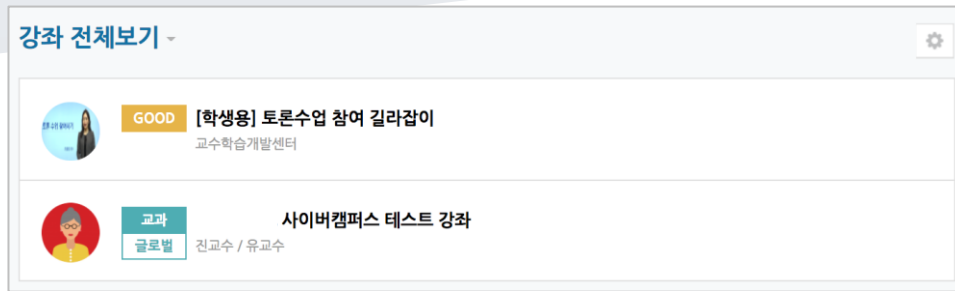 강좌 전체보기
GOOD [학생용] 토론수업 참여 길라잡이
교수학습개발센터
교과 사이버캠퍼스 테스트 강좌
글로벌 진교수 / 유교수